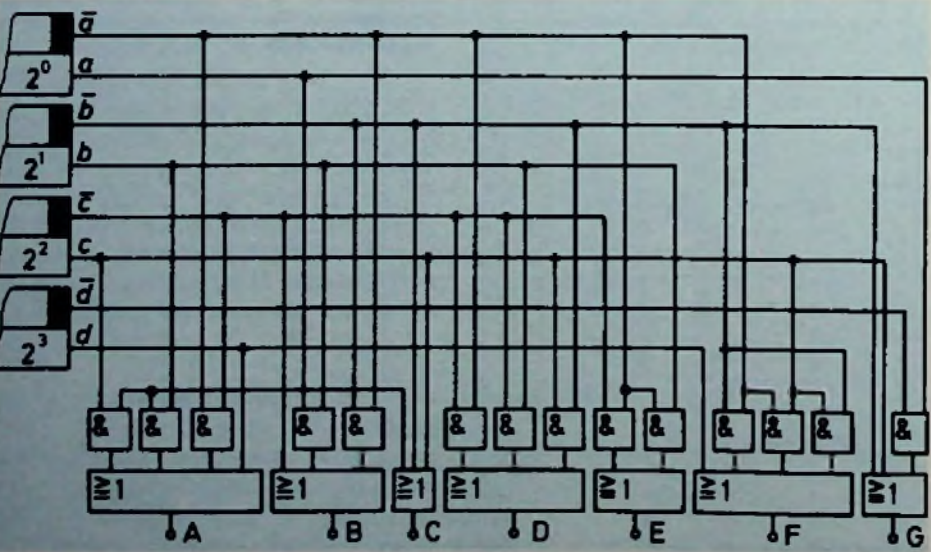 a̅
2⁰ a
b̅
2¹ b
c̅
2² c
d̅
2³ d
& & & & & & & & & & & & & &
≥1 ≥1 ≥1 ≥1 ≥1 ≥1 ≥1
A B C D E F G